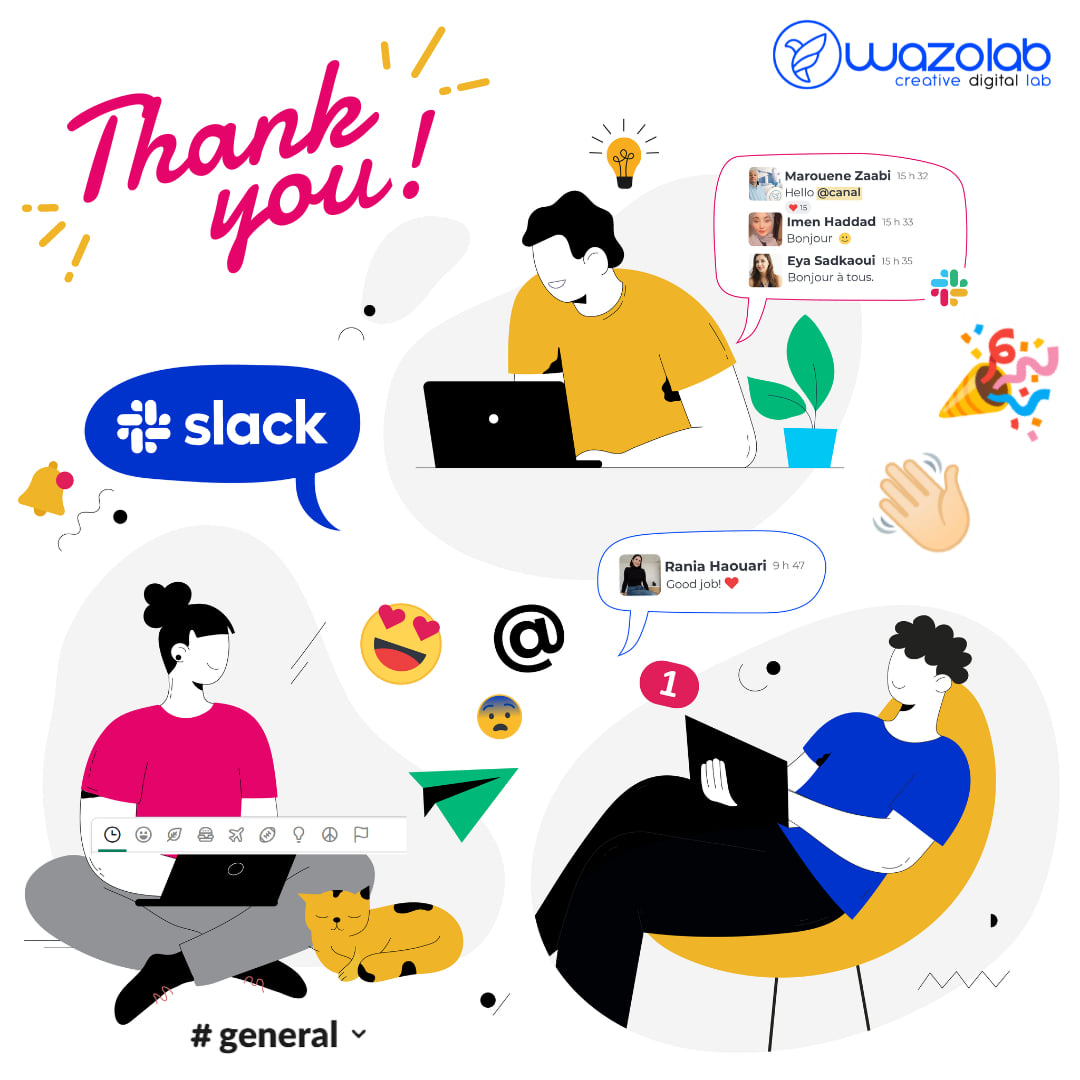 Thank
you!
wazolab
creative digital lab
Marouene Zaabi 15 h 32
Hello @canal
15
Imen Haddad 15 h 33
Bonjour
Eya Sadkaoui 15 h 35
Bonjour à tous.
slack
Rania Haouari 9 h 47
Good job!
@
1
# general